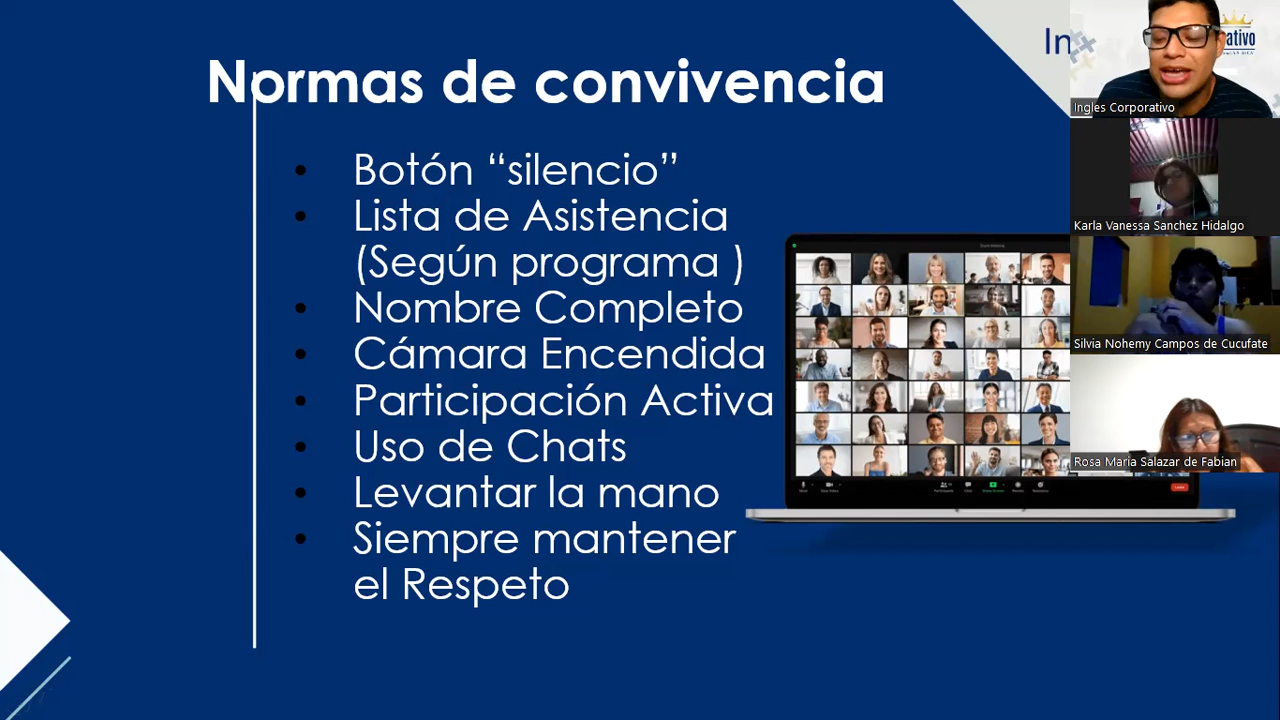 Normas de convivencia
• Botón “silencio”
• Lista de Asistencia
(Según programa )
• Nombre Completo
• Cámara Encendida
• Participación Activa
• Uso de Chats
• Levantar la mano
• Siempre mantener
el Respeto
In
ativo
Ingles Corporativo
Karla Vanessa Sanchez Hidalgo
Silvia Nohemy Campos de Cucufate
Rosa Maria Salazar de Fabian